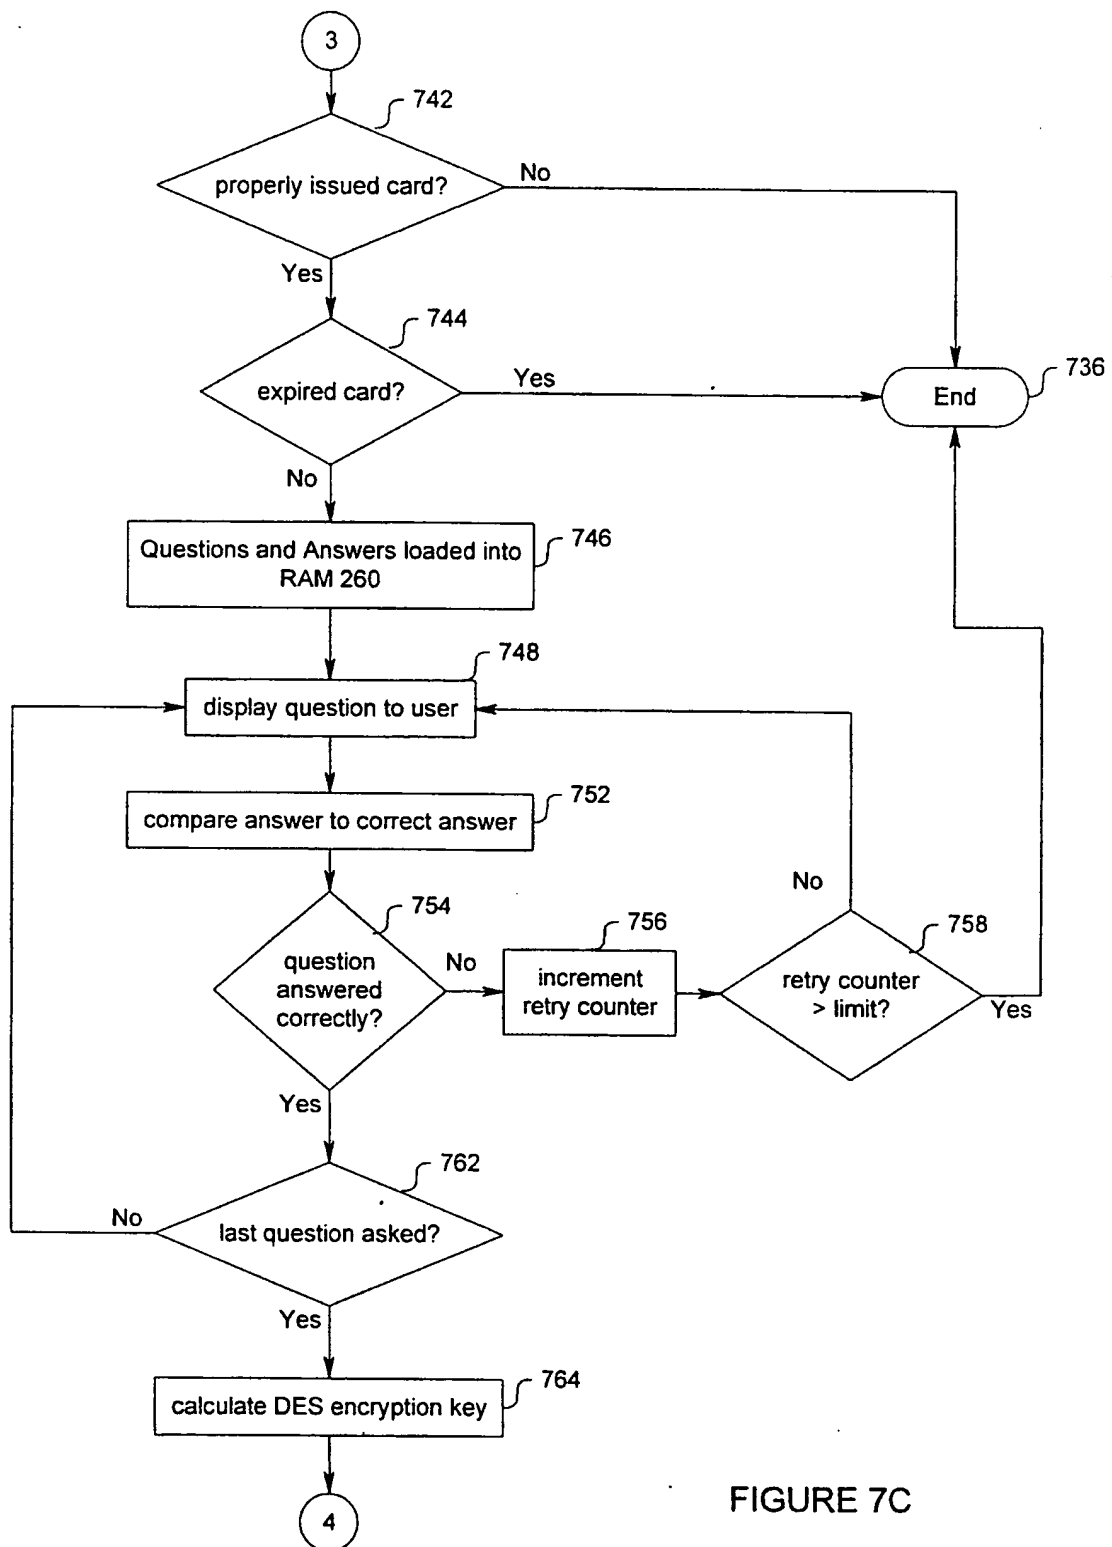 3
742
properly issued card?
No
Yes
744
expired card?
Yes
736
End
No
746
Questions and Answers loaded into
RAM 260
748
display question to user
752
compare answer to correct answer
No
754
756
758
question
answered
correctly?
No
increment
retry counter
retry counter
> limit?
Yes
Yes
762
No
last question asked?
Yes
764
calculate DES encryption key
4
FIGURE 7C